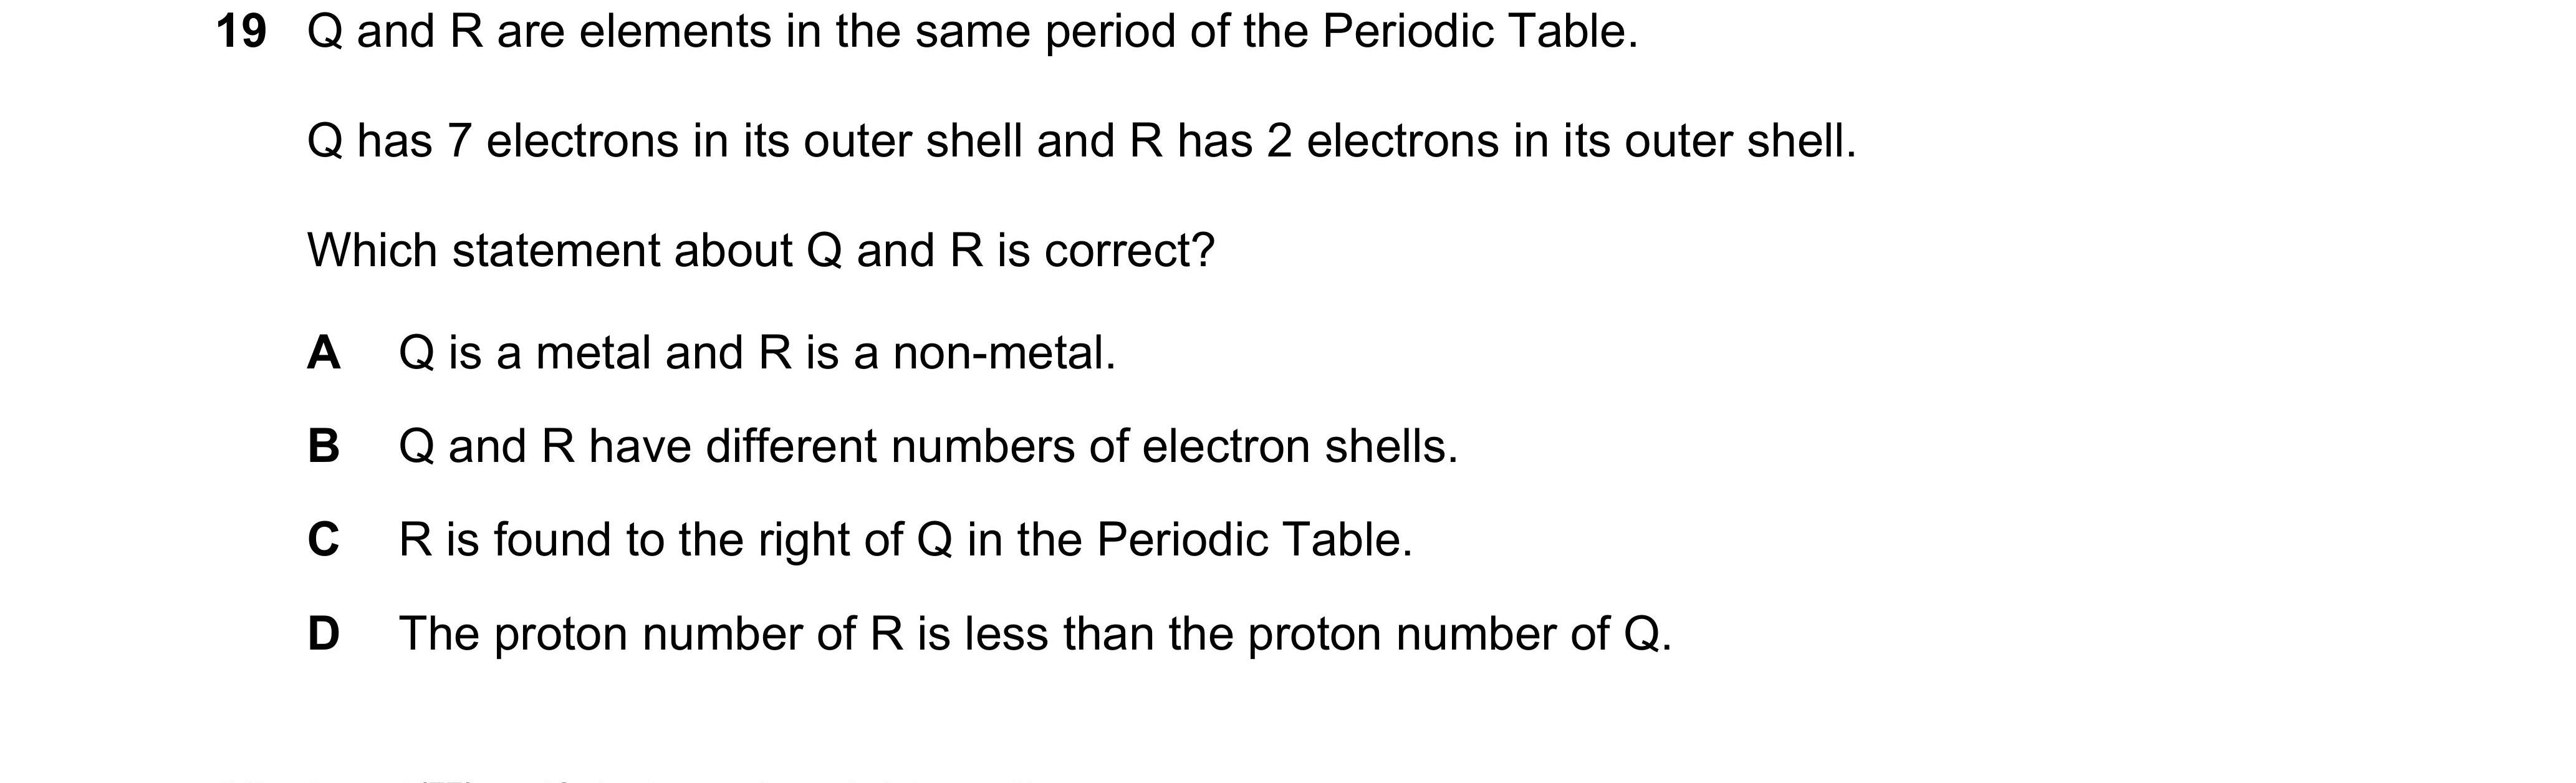 19 Q and R are elements in the same period of the Periodic Table.
Q has 7 electrons in its outer shell and R has 2 electrons in its outer shell.
Which statement about Q and R is correct?
A Q is a metal and R is a non-metal.
B Q and R have different numbers of electron shells.
C R is found to the right of Q in the Periodic Table.
D The proton number of R is less than the proton number of Q.